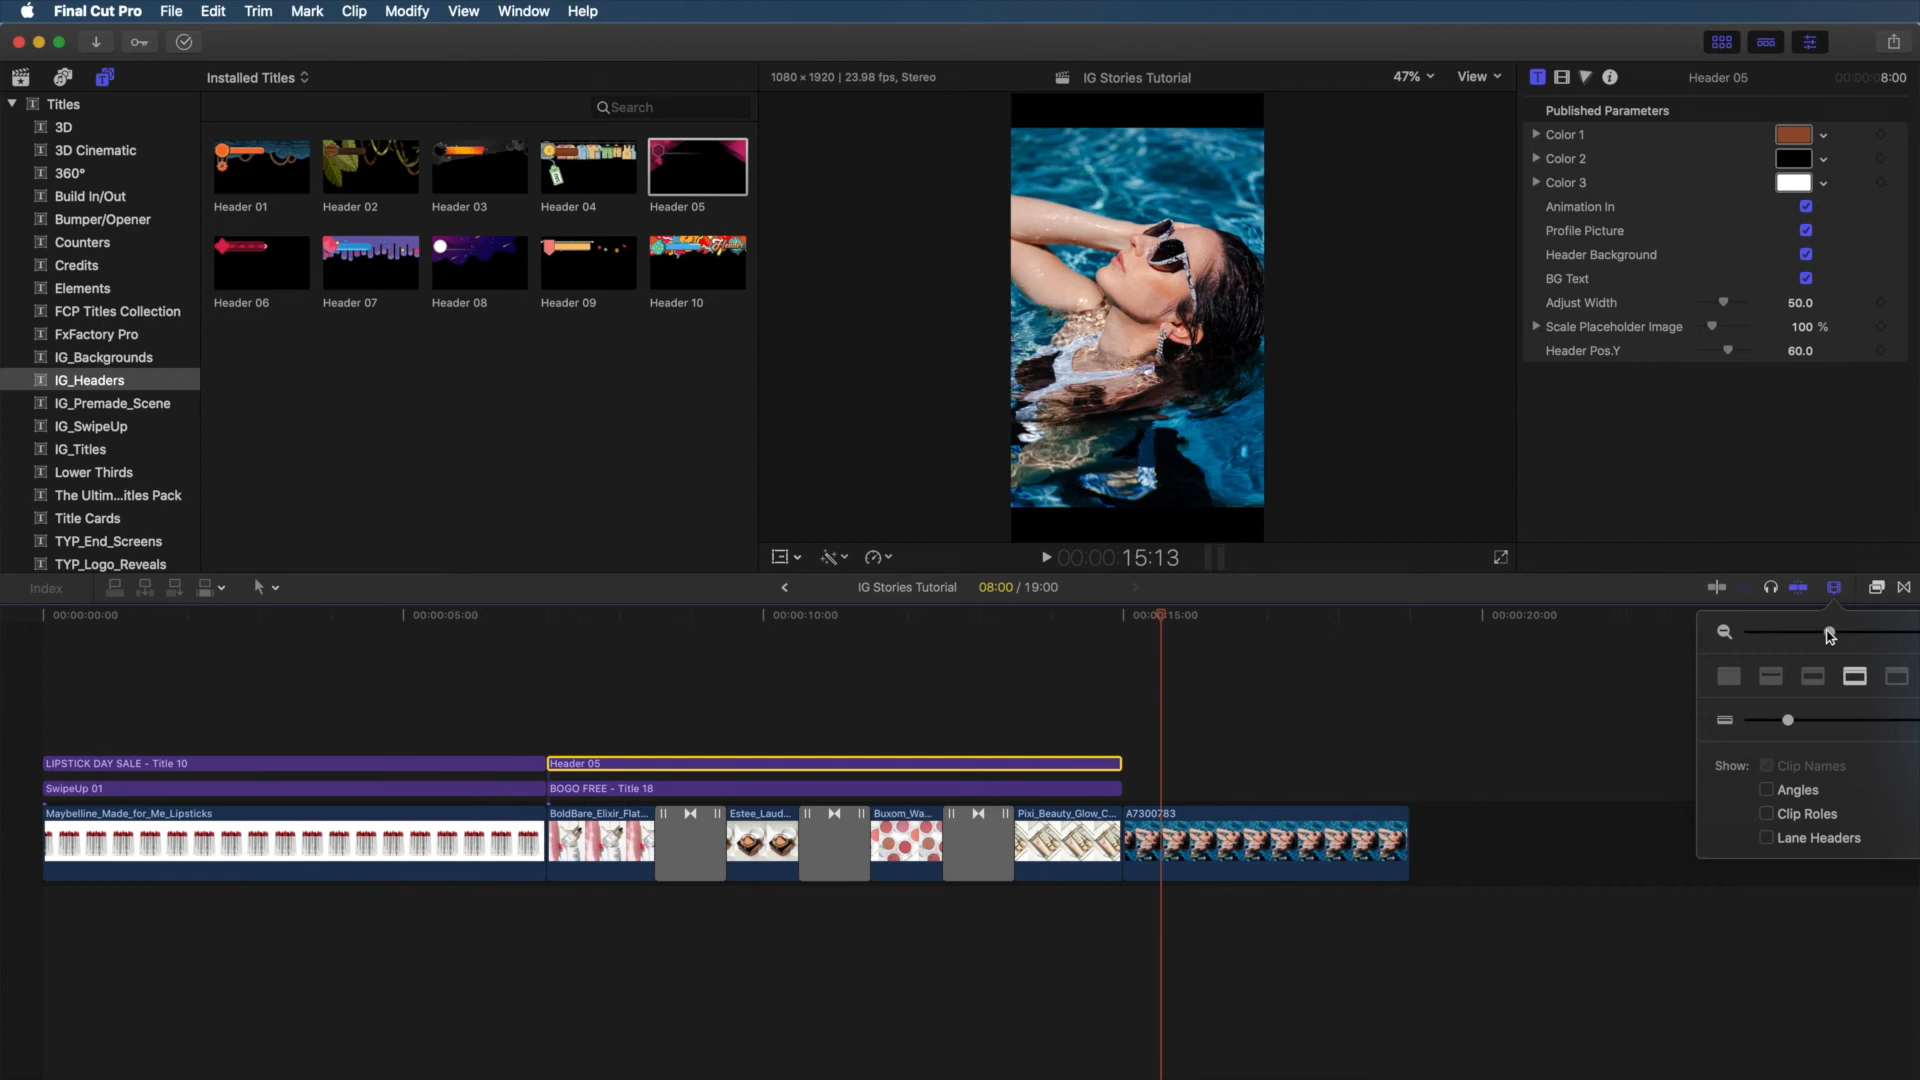 Final Cut Pro File Edit Trim Mark Clip Modify View Window Help
Installed Titles
1080 × 1920 | 23.98 fps, Stereo
IG Stories Tutorial
47%
View
Header 05
00:00:08:00
Titles
3D
3D Cinematic
360°
Build In/Out
Bumper/Opener
Counters
Credits
Elements
FCP Titles Collection
FxFactory Pro
IG_Backgrounds
IG_Headers
IG_Premade_Scene
IG_SwipeUp
IG_Titles
Lower Thirds
The Ultim...itles Pack
Title Cards
TYP_End_Screens
TYP_Logo_Reveals
Search
Header 01
Header 02
Header 03
Header 04
Header 05
Header 06
Header 07
Header 08
Header 09
Header 10
Published Parameters
Color 1
Color 2
Color 3
Animation In
Profile Picture
Header Background
BG Text
Adjust Width 50.0
Scale Placeholder Image 100 %
Header Pos.Y 60.0
00:00:15:13
Index
IG Stories Tutorial
08:00 / 19:00
00:00:00:00
00:00:05:00
00:00:10:00
00:00:15:00
00:00:20:00
LIPSTICK DAY SALE - Title 10
Header 05
SwipeUp 01
BOGO FREE - Title 18
Maybelline_Made_for_Me_Lipsticks
BoldBare_Elixir_Flat...
Estee_Laud...
Buxom_Wa...
Pixi_Beauty_Glow_C...
A7300783
Show:
Clip Names
Angles
Clip Roles
Lane Headers